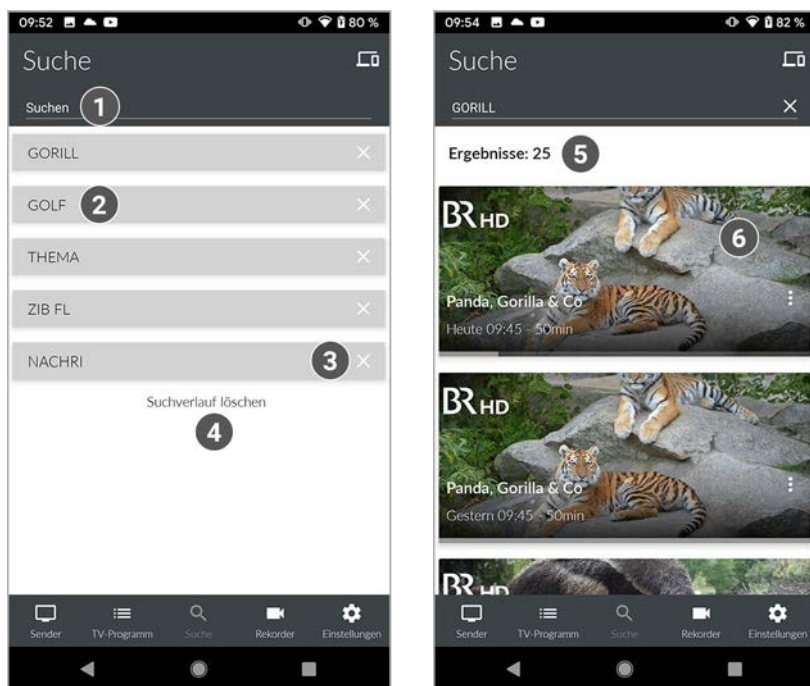 09:52
80 %
Suche
Suchen 1
GORILL
GOLF 2
THEMA
ZIB FL
NACHRI 3
Suchverlauf löschen
4
Sender TV-Programm Suche Rekorder Einstellungen
09:54
82 %
Suche
GORILL
Ergebnisse: 25 5
BR HD
6
Panda, Gorilla & Co
Heute 09:45 - 50min
BR HD
Panda, Gorilla & Co
Gestern 09:45 - 50min
BR HD
Sender TV-Programm Suche Rekorder Einstellungen